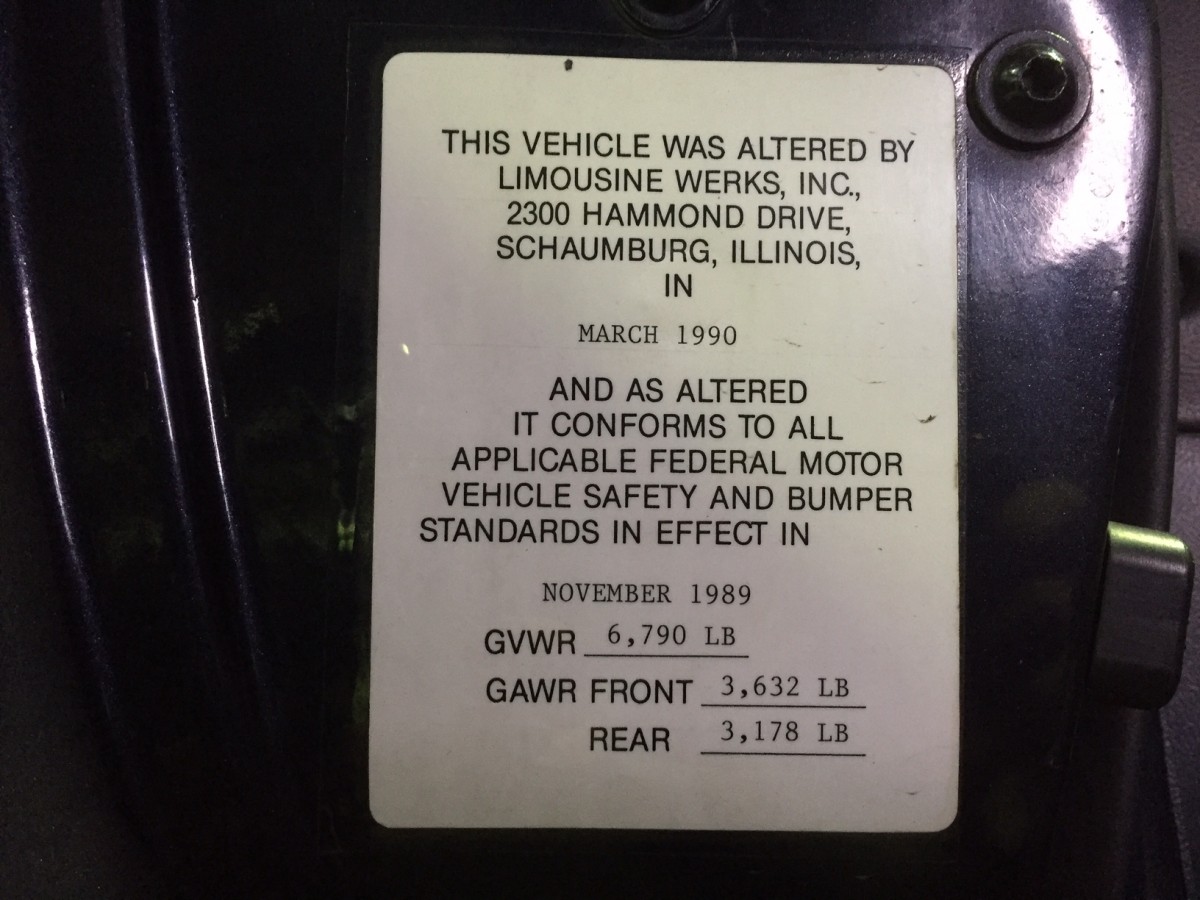 THIS VEHICLE WAS ALTERED BY
LIMOUSINE WERKS, INC.,
2300 HAMMOND DRIVE,
SCHAUMBURG, ILLINOIS,
IN
MARCH 1990
AND AS ALTERED
IT CONFORMS TO ALL
APPLICABLE FEDERAL MOTOR
VEHICLE SAFETY AND BUMPER
STANDARDS IN EFFECT IN
NOVEMBER 1989
GVWR 6,790 LB
GAWR FRONT 3,632 LB
REAR 3,178 LB